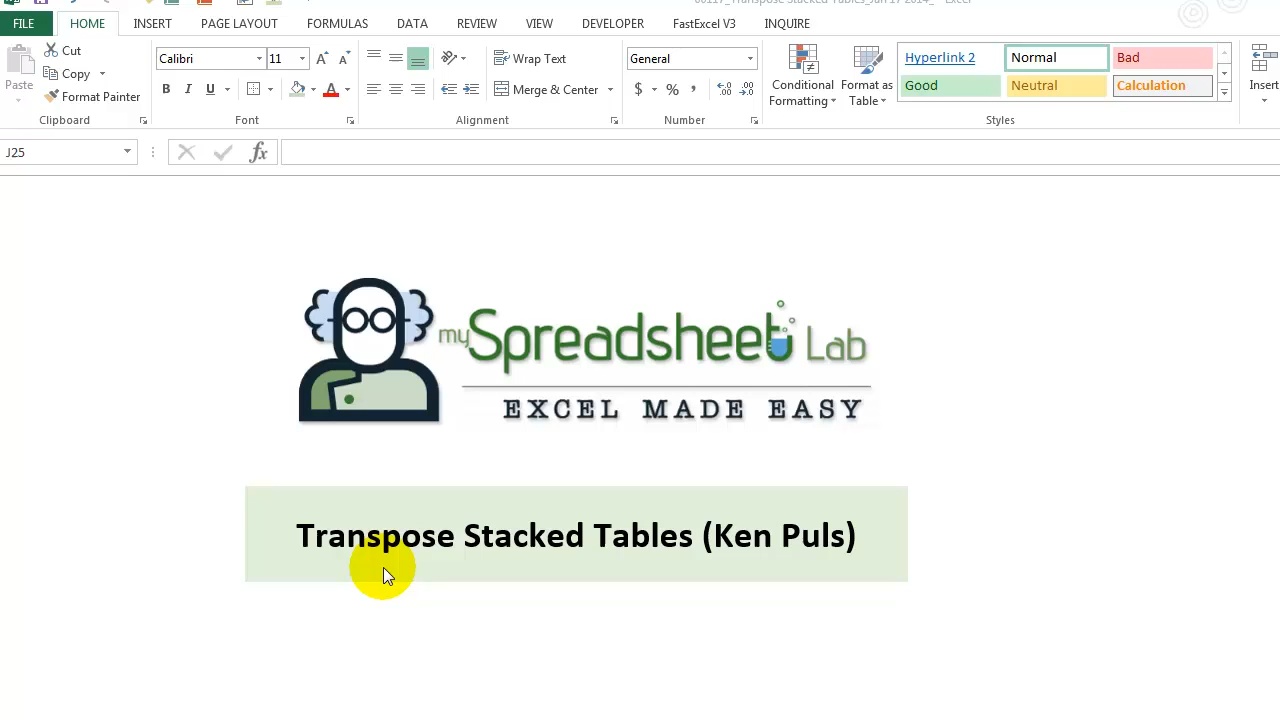 FILE HOME INSERT PAGE LAYOUT FORMULAS DATA REVIEW VIEW DEVELOPER FastExcel V3 INQUIRE
Paste
Cut
Copy
Format Painter
Clipboard
Calibri 11
B I U
Font
Wrap Text
Merge & Center
Alignment
General
$ % ,
Number
Conditional Formatting
Format as Table
Hyperlink 2 Normal Bad
Good Neutral Calculation
Styles
Insert
J25 fx
mySpreadsheet Lab
EXCEL MADE EASY
Transpose Stacked Tables (Ken Puls)